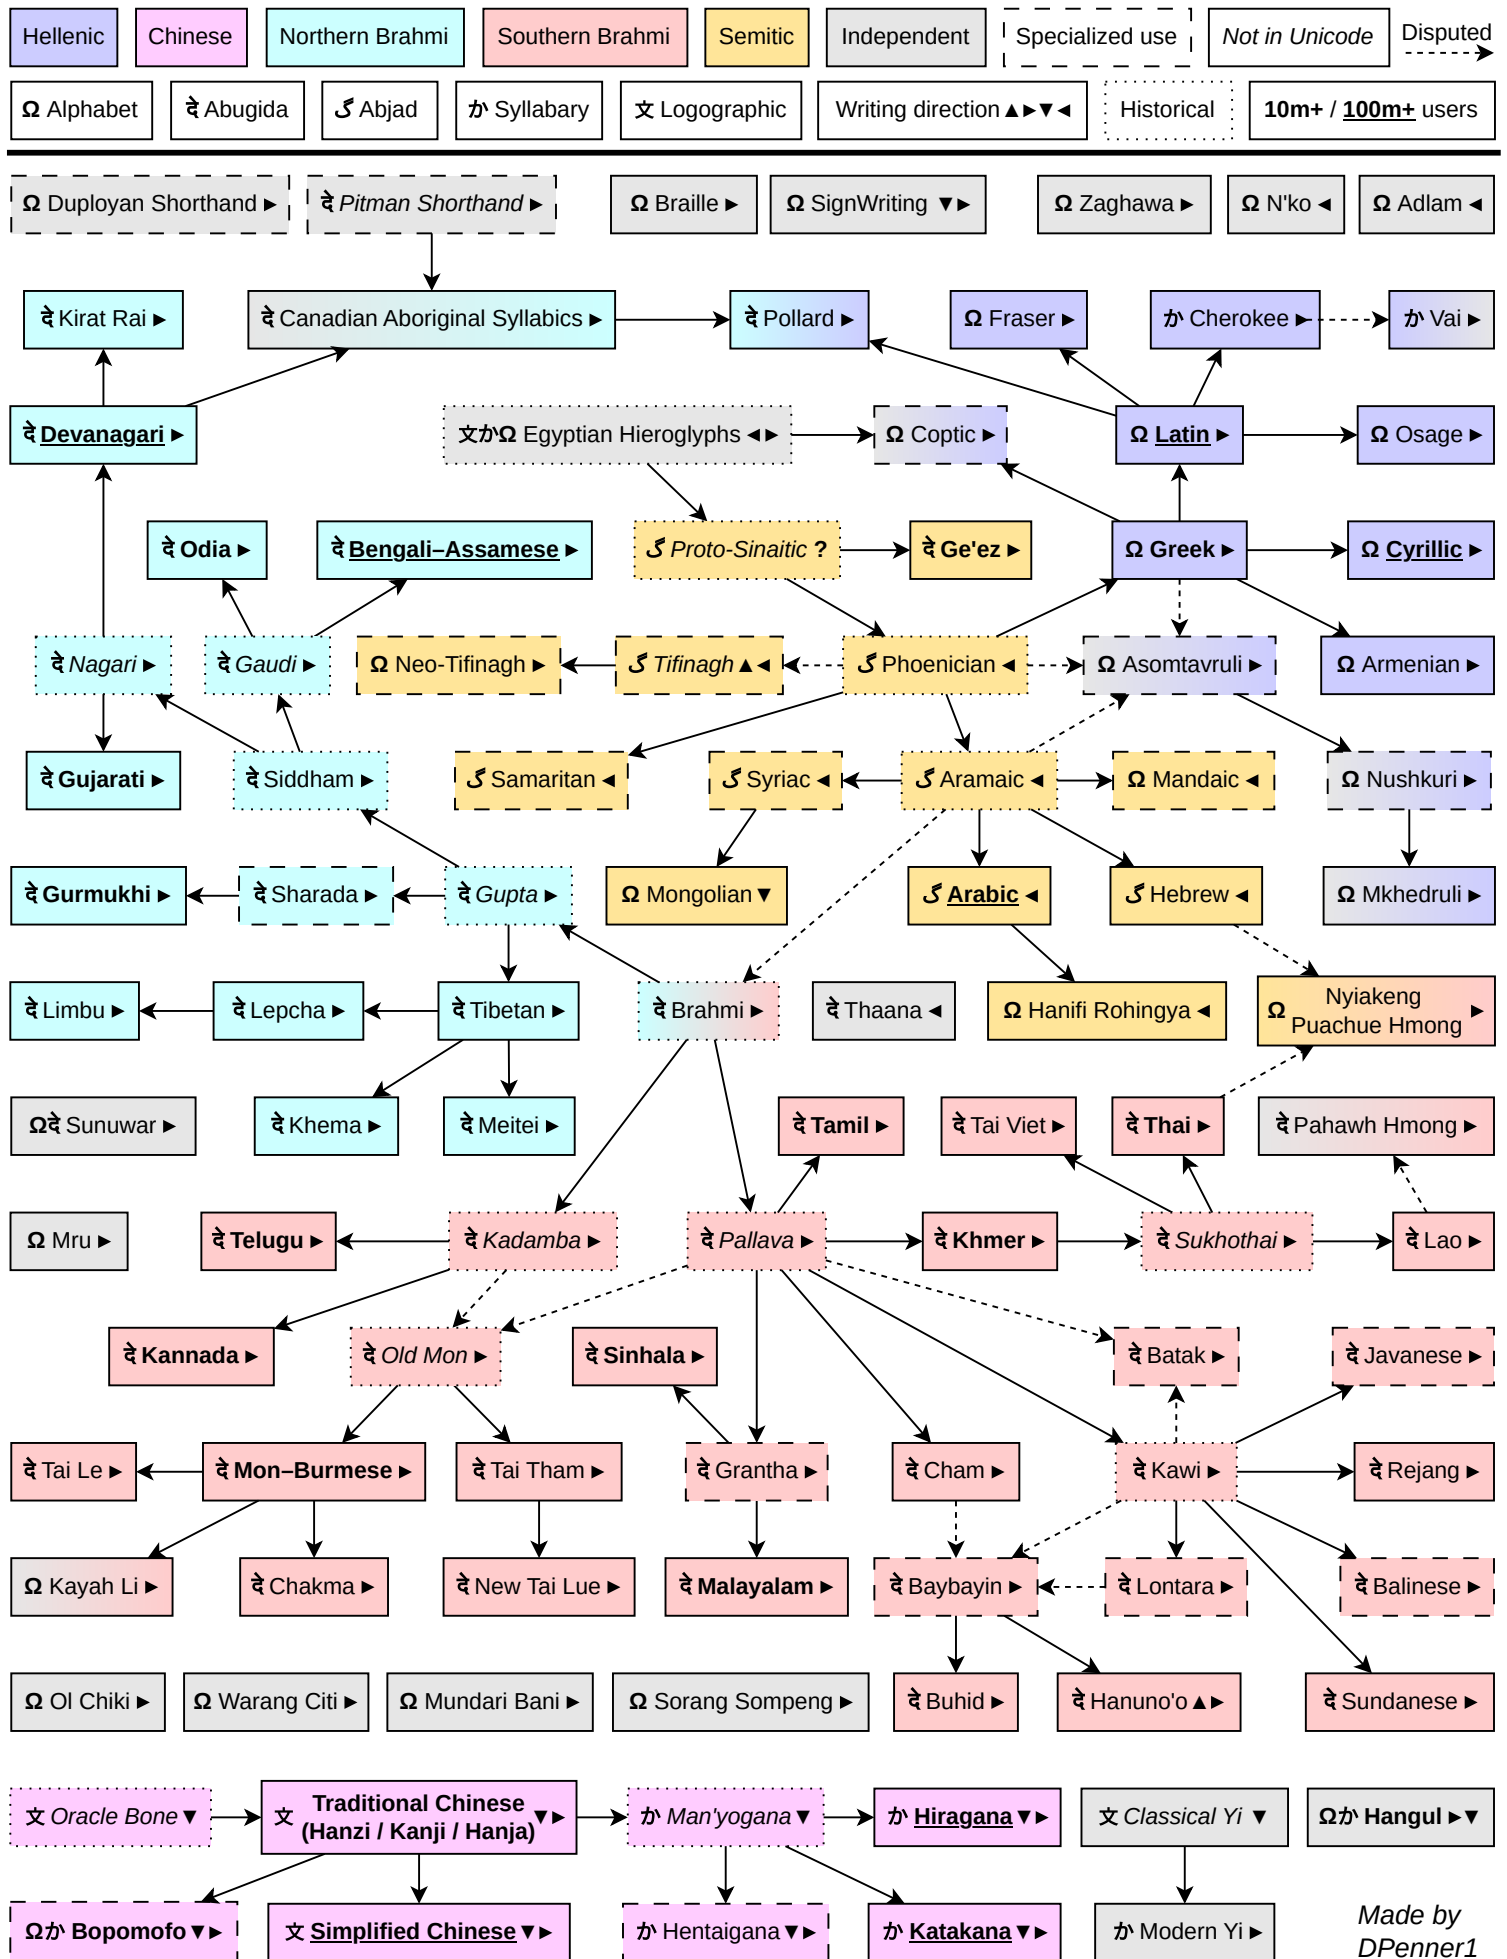 Hellenic Chinese Northern Brahmi Southern Brahmi Semitic Independent Specialized use Not in Unicode Disputed
Ω Alphabet दे Abugida گ Abjad か Syllabary 文 Logographic Writing direction▲▶▼◀ Historical 10m+ / 100m+ users
Ω Duployan Shorthand ▶ दे Pitman Shorthand ▶ Ω Braille ▶ Ω SignWriting ▼▶ Ω Zaghawa ▶ Ω N'ko ◀ Ω Adlam ◀
दे Kirat Rai ▶ दे Canadian Aboriginal Syllabics ▶ दे Pollard ▶ Ω Fraser ▶ か Cherokee ▶ か Vai ▶
दे Devanagari ▶ 文かΩ Egyptian Hieroglyphs ◀▶ Ω Coptic ▶ Ω Latin ▶ Ω Osage ▶
दे Odia ▶ दे Bengali–Assamese ▶ گ Proto-Sinaitic ? दे Ge'ez ▶ Ω Greek ▶ Ω Cyrillic ▶
दे Nagari ▶ दे Gaudi ▶ Ω Neo-Tifinagh ▶ گ Tifinagh▲◀ گ Phoenician ◀ Ω Asomtavruli ▶ Ω Armenian ▶
दे Gujarati ▶ दे Siddham ▶ گ Samaritan ◀ گ Syriac ◀ گ Aramaic ◀ Ω Mandaic ◀ Ω Nushkuri ▶
दे Gurmukhi ▶ दे Sharada ▶ दे Gupta ▶ Ω Mongolian▼ گ Arabic ◀ گ Hebrew ◀ Ω Mkhedruli ▶
दे Limbu ▶ दे Lepcha ▶ दे Tibetan ▶ दे Brahmi ▶ दे Thaana ◀ Ω Hanifi Rohingya ◀ Ω Nyiakeng
Puachue Hmong ▶
Ωदे Sunuwar ▶ दे Khema ▶ दे Meitei ▶ दे Tamil ▶ दे Tai Viet ▶ दे Thai ▶ दे Pahawh Hmong ▶
Ω Mru ▶ दे Telugu ▶ दे Kadamba ▶ दे Pallava ▶ दे Khmer ▶ दे Sukhothai ▶ दे Lao ▶
दे Kannada ▶ दे Old Mon ▶ दे Sinhala ▶ दे Batak ▶ दे Javanese ▶
दे Tai Le ▶ दे Mon–Burmese ▶ दे Tai Tham ▶ दे Grantha ▶ दे Cham ▶ दे Kawi ▶ दे Rejang ▶
Ω Kayah Li ▶ दे Chakma ▶ दे New Tai Lue ▶ दे Malayalam ▶ दे Baybayin ▶ दे Lontara ▶ दे Balinese ▶
Ω Ol Chiki ▶ Ω Warang Citi ▶ Ω Mundari Bani ▶ Ω Sorang Sompeng ▶ दे Buhid ▶ दे Hanuno'o▲▶ दे Sundanese ▶
文 Oracle Bone▼ 文 Traditional Chinese
(Hanzi / Kanji / Hanja)▼▶ か Man'yogana▼ か Hiragana▼▶ 文 Classical Yi ▼ Ωか Hangul ▶▼
Ωか Bopomofo▼▶ 文 Simplified Chinese▼▶ か Hentaigana▼▶ か Katakana▼▶ か Modern Yi ▶ Made by
DPenner1